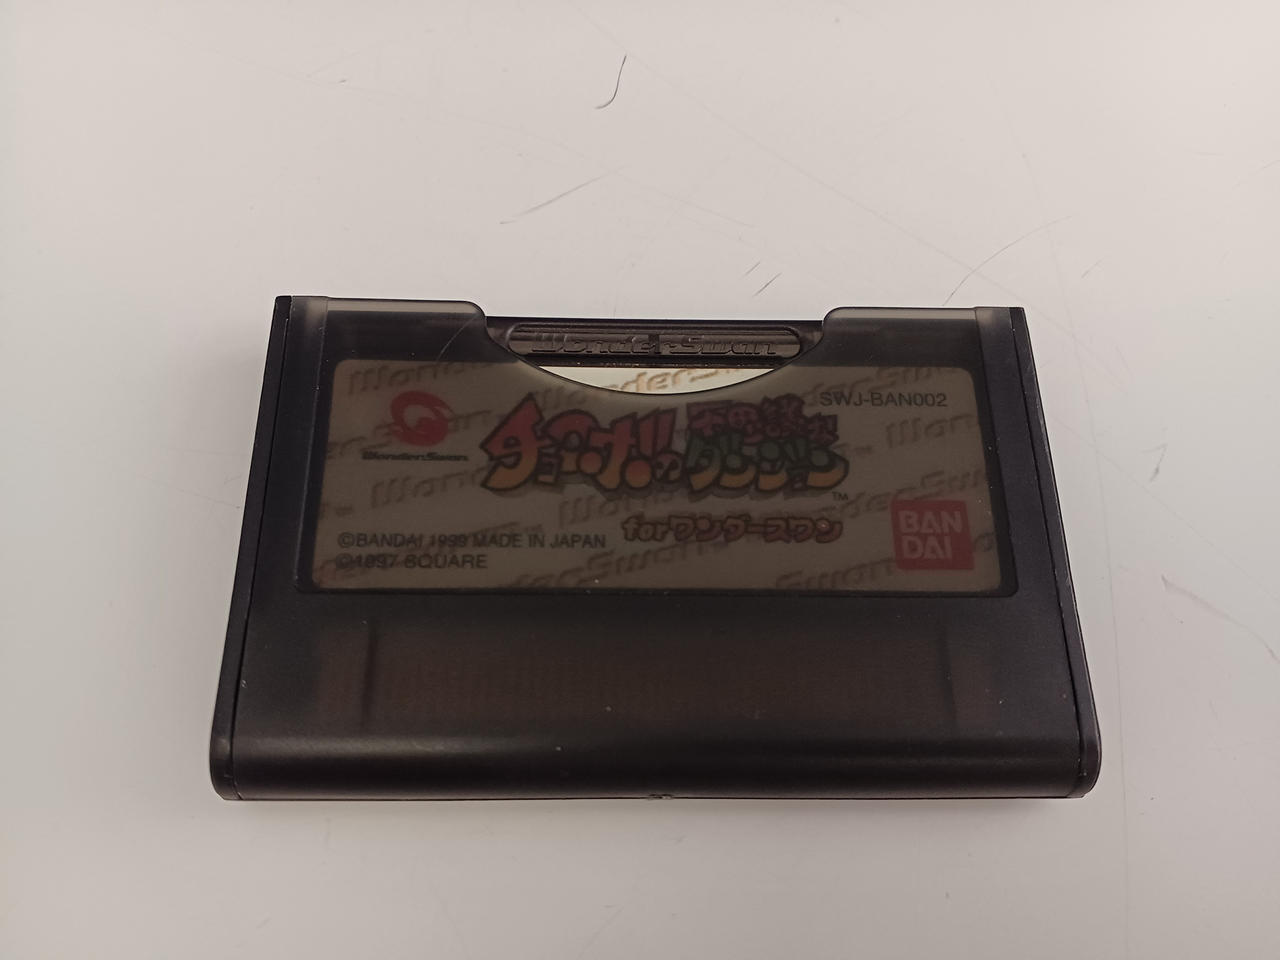 WonderSwan
SWJ-BAN002
WonderSwan
チョコボの不思議なダンジョン
TM
forワンダースワン
©BANDAI 1999 MADE IN JAPAN
©1997 SQUARE
BAN
DAI